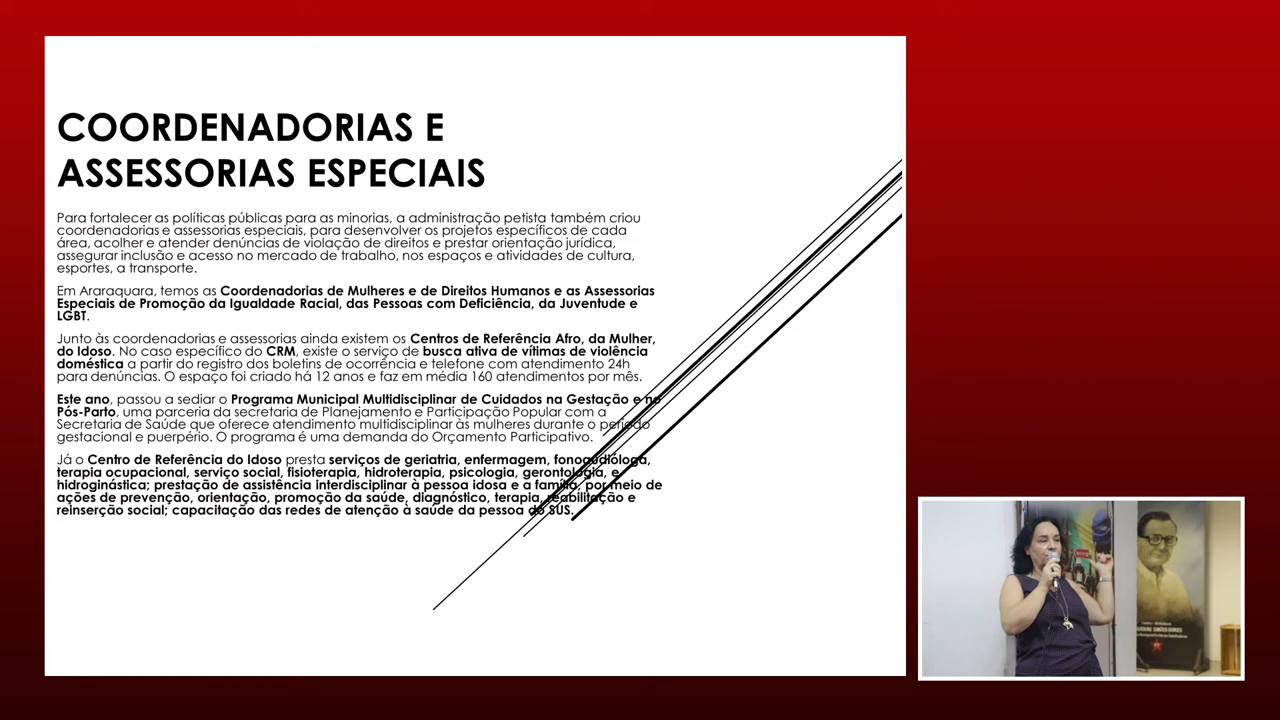 COORDENADORIAS E
ASSESSORIAS ESPECIAIS
Para fortalecer as políticas públicas para as minorias, a administração petista também criou
coordenadorias e assessorias especiais, para desenvolver os projetos específicos de cada
área, acolher e atender denúncias de violação de direitos e prestar orientação jurídica,
assegurar inclusão e acesso no mercado de trabalho, nos espaços e atividades de cultura,
esportes, a transporte.
Em Araraquara, temos as Coordenadorias de Mulheres e de Direitos Humanos e as Assessorias
Especiais de Promoção da Igualdade Racial, das Pessoas com Deficiência, da Juventude e
LGBT.
Junto às coordenadorias e assessorias ainda existem os Centros de Referência Afro, da Mulher,
do Idoso. No caso específico do CRM, existe o serviço de busca ativa de vítimas de violência
doméstica a partir do registro dos boletins de ocorrência e telefone com atendimento 24h
para denúncias. O espaço foi criado há 12 anos e faz em média 160 atendimentos por mês.
Este ano, passou a sediar o Programa Municipal Multidisciplinar de Cuidados na Gestação e no
Pós-Parto, uma parceria da secretaria de Planejamento e Participação Popular com a
Secretaria de Saúde que oferece atendimento multidisciplinar às mulheres durante o período
gestacional e puerpério. O programa é uma demanda do Orçamento Participativo.
Já o Centro de Referência do Idoso presta serviços de geriatria, enfermagem, fonoaudióloga,
terapia ocupacional, serviço social, fisioterapia, hidroterapia, psicologia, gerontologia, e
hidroginástica; prestação de assistência interdisciplinar à pessoa idosa e a família, por meio de
ações de prevenção, orientação, promoção da saúde, diagnóstico, terapia, reabilitação e
reinserção social; capacitação das redes de atenção à saúde da pessoa do SUS.